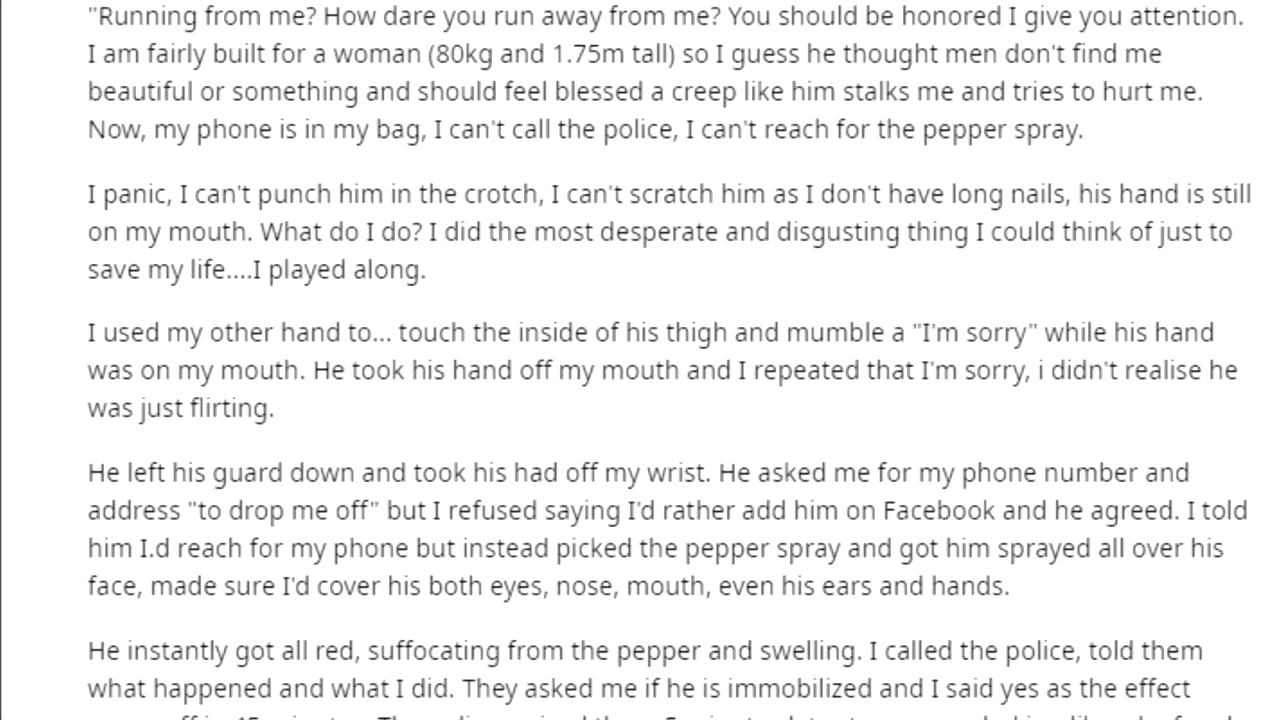 "Running from me? How dare you run away from me? You should be honored I give you attention.
I am fairly built for a woman (80kg and 1.75m tall) so I guess he thought men don't find me
beautiful or something and should feel blessed a creep like him stalks me and tries to hurt me.
Now, my phone is in my bag, I can't call the police, I can't reach for the pepper spray.
I panic, I can't punch him in the crotch, I can't scratch him as I don't have long nails, his hand is still
on my mouth. What do I do? I did the most desperate and disgusting thing I could think of just to
save my life....I played along.
I used my other hand to... touch the inside of his thigh and mumble a "I'm sorry" while his hand
was on my mouth. He took his hand off my mouth and I repeated that I'm sorry, i didn't realise he
was just flirting.
He left his guard down and took his had off my wrist. He asked me for my phone number and
address "to drop me off" but I refused saying I'd rather add him on Facebook and he agreed. I told
him I.d reach for my phone but instead picked the pepper spray and got him sprayed all over his
face, made sure I'd cover his both eyes, nose, mouth, even his ears and hands.
He instantly got all red, suffocating from the pepper and swelling. I called the police, told them
what happened and what I did. They asked me if he is immobilized and I said yes as the effect